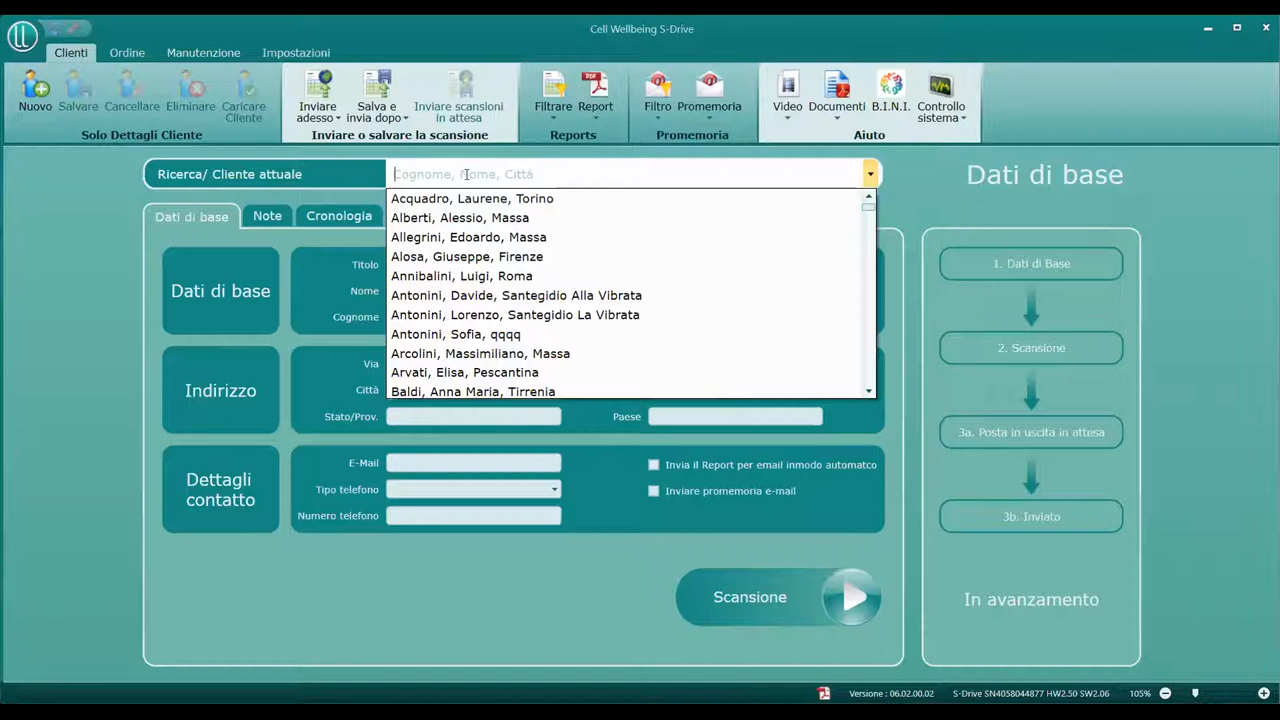 Cell Wellbeing S-Drive
Clienti Ordine Manutenzione Impostazioni
Nuovo Salvare Cancellare Eliminare Caricare Cliente
Solo Dettagli Cliente
Inviare adesso Salva e invia dopo Inviare scansioni in attesa
Inviare o salvare la scansione
Filtrare Report
Reports
Filtro Promemoria
Promemoria
Video Documenti B.I.N.I. Controllo sistema
Aiuto
Ricerca/ Cliente attuale
Cognome, Nome, Città
Dati di base
Dati di base Note Cronologia
Acquadro, Laurene, Torino
Alberti, Alessio, Massa
Allegrini, Edoardo, Massa
Alosa, Giuseppe, Firenze
Annibalini, Luigi, Roma
Antonini, Davide, Santegidio Alla Vibrata
Antonini, Lorenzo, Santegidio La Vibrata
Antonini, Sofia, qqqq
Arcolini, Massimiliano, Massa
Arvati, Elisa, Pescantina
Baldi, Anna Maria, Tirrenia
Dati di base
Titolo
Nome
Cognome
Indirizzo
Via
Città
Stato/Prov.
Paese
Dettagli contatto
E-Mail
Tipo telefono
Numero telefono
Invia il Report per email inmodo automatco
Inviare promemoria e-mail
Scansione
1. Dati di Base
2. Scansione
3a. Posta in uscita in attesa
3b. Inviato
In avanzamento
Versione : 06.02.00.02
S-Drive SN4058044877 HW2.50 SW2.06
105%